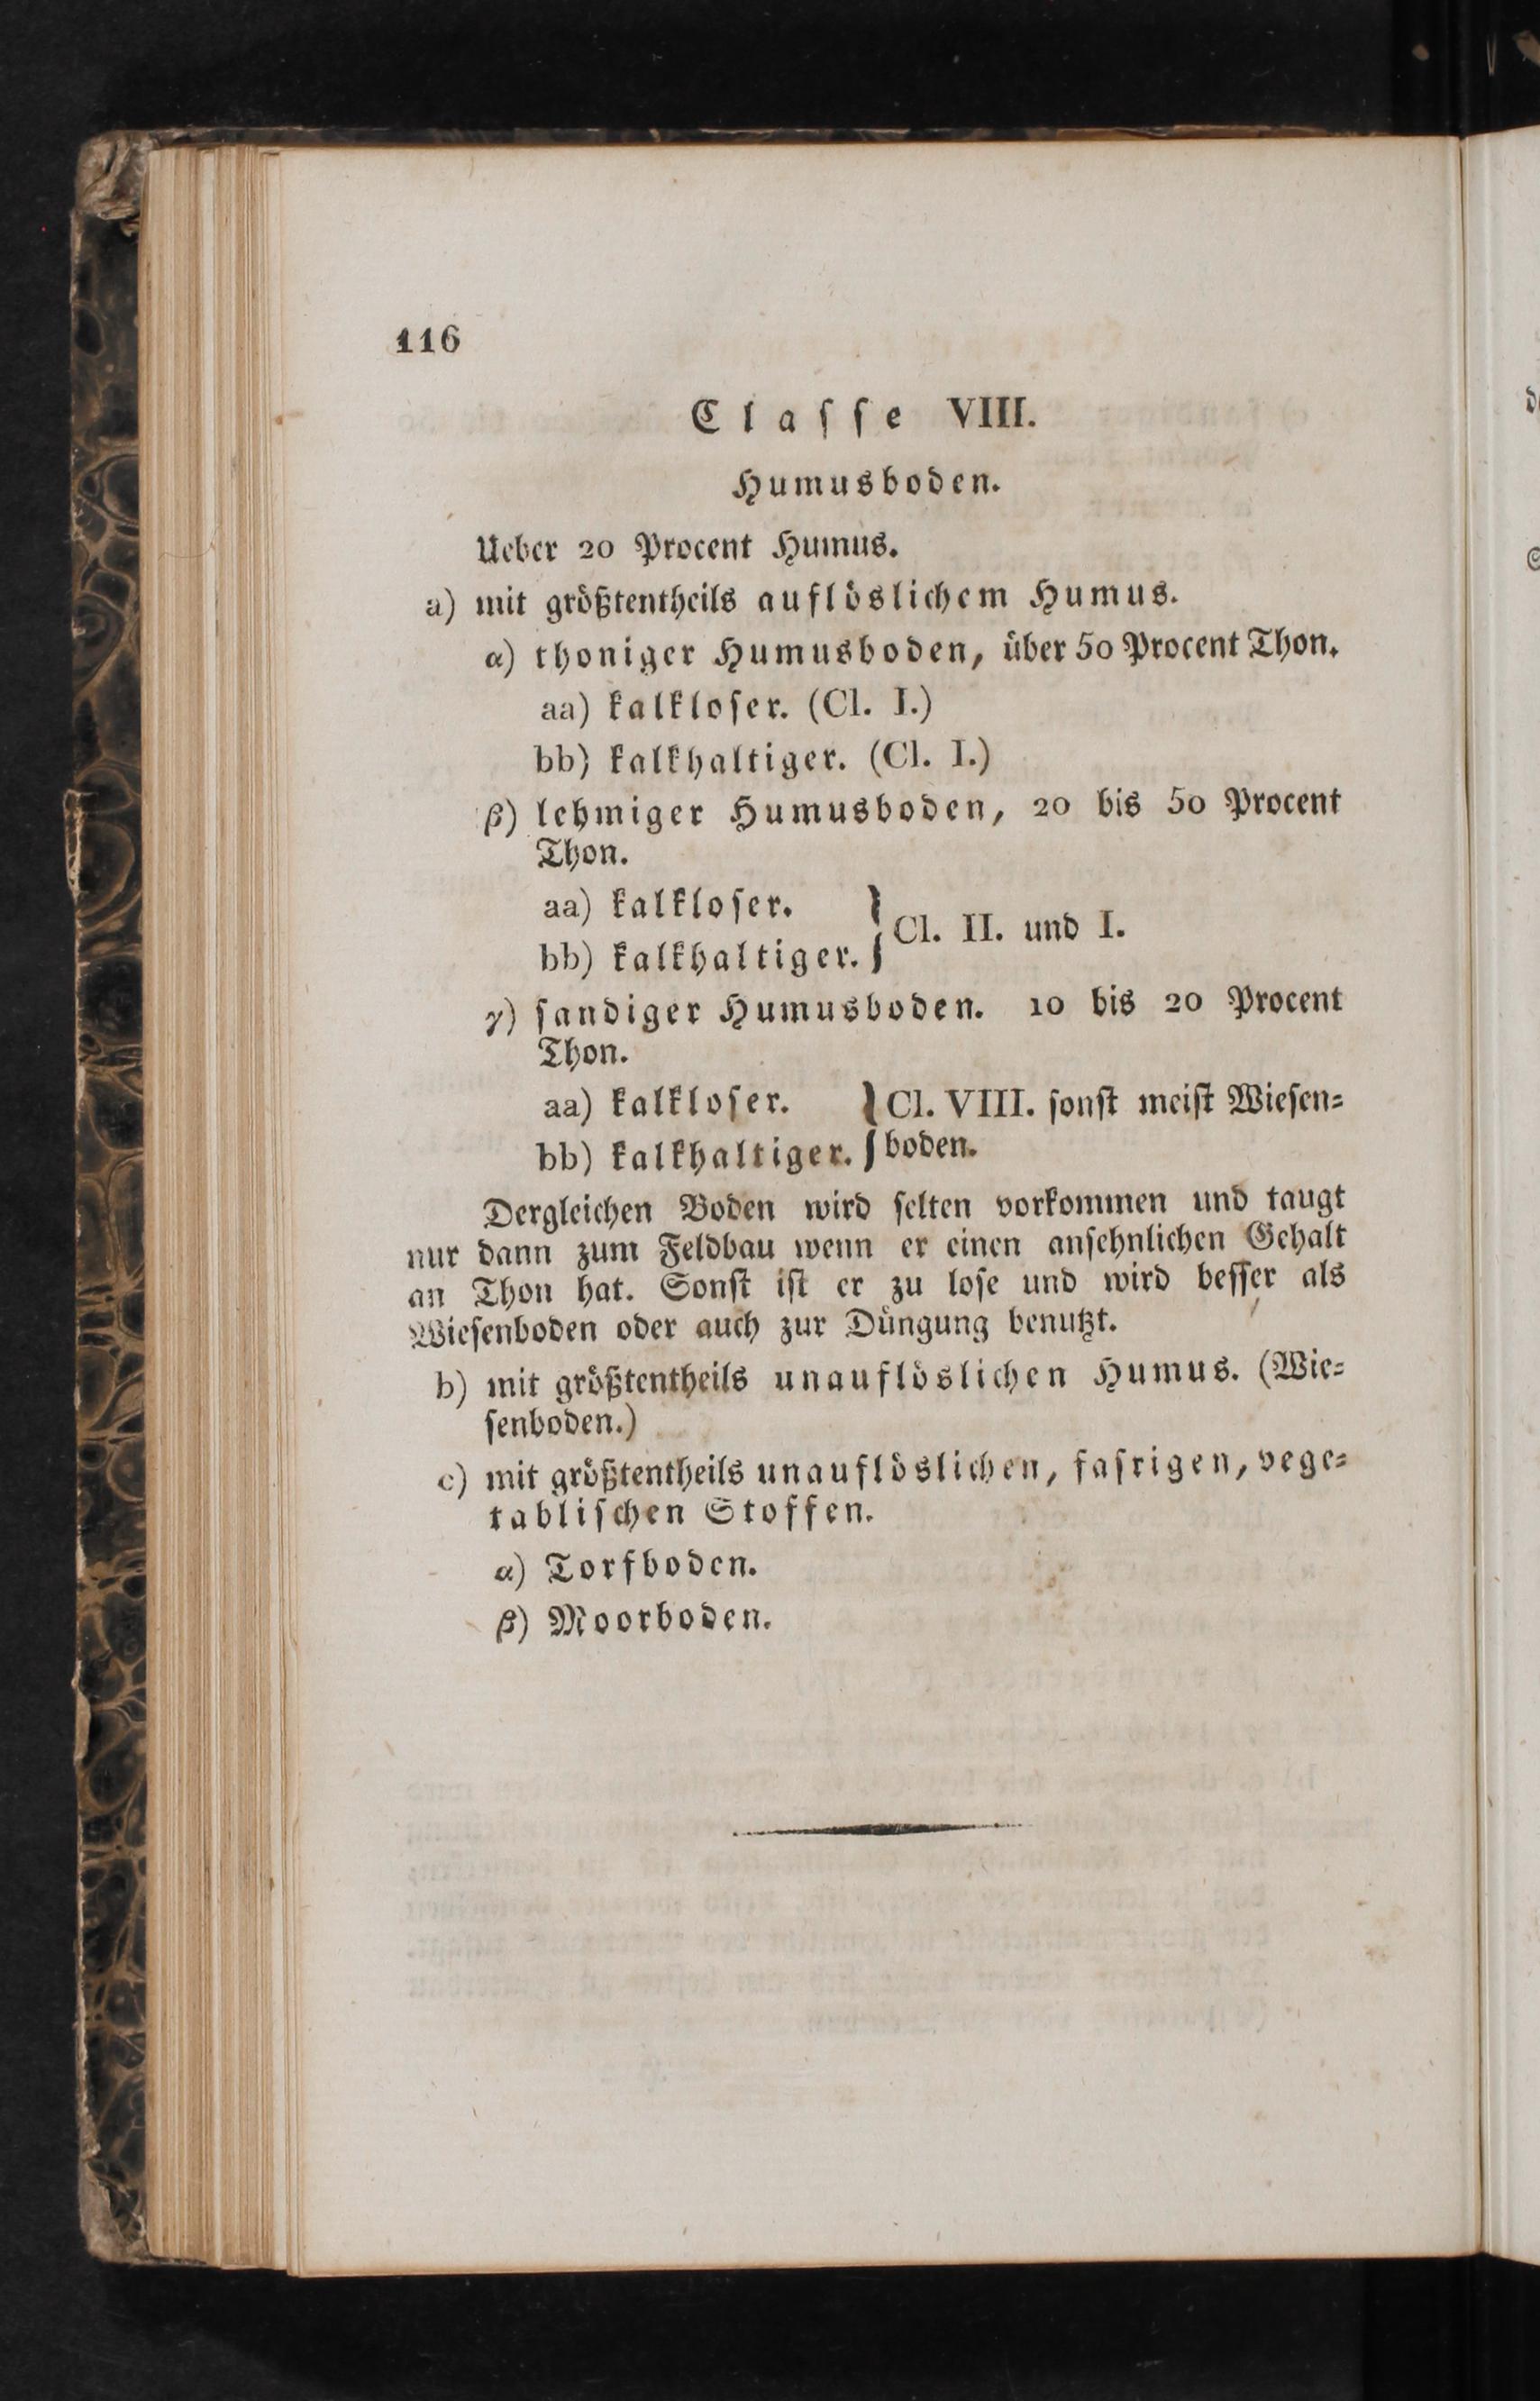 116
Classe VIII.
Humusboden.
Ueber 20 Procent Humus.
a) mit größtentheils auflöslichem Humus.
α) thoniger Humusboden, über 50 Procent Thon.
aa) kalkloser. (Cl. I.)
bb) kalkhaltiger. (Cl. I.)
β) lehmiger Humusboden, 20 bis 50 Procent
Thon.
aa) kalkloser.
bb) kalkhaltiger. } Cl. II. und I.
γ) sandiger Humusboden. 10 bis 20 Procent
Thon.
aa) kalkloser. } Cl. VIII. sonst meist Wiesen-
bb) kalkhaltiger. } boden.
Dergleichen Boden wird selten vorkommen und taugt
nur dann zum Feldbau wenn er einen ansehnlichen Gehalt
an Thon hat. Sonst ist er zu lose und wird besser als
Wiesenboden oder auch zur Düngung benutzt.
b) mit größtentheils unauflöslichen Humus. (Wie-
senboden.)
c) mit größtentheils unauflöslichen, fasrigen, vege-
tablischen Stoffen.
α) Torfboden.
β) Moorboden.